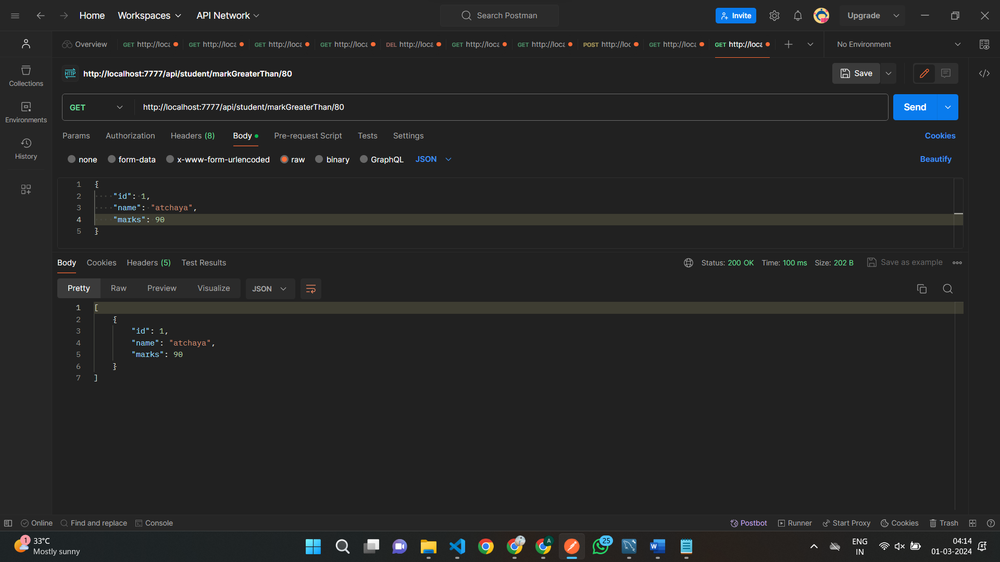 Home Workspaces API Network Search Postman Invite Upgrade
Overview GET http://loca GET http://loca GET http://loca GET http://loca DEL http://loca GET http://loca GET http://loca POST http://loc GET http://loca GET http://loca No Environment
HTTP http://localhost:7777/api/student/markGreaterThan/80 Save
Collections
Environments
History
GET http://localhost:7777/api/student/markGreaterThan/80 Send
Params Authorization Headers (8) Body Pre-request Script Tests Settings Cookies
none form-data x-www-form-urlencoded raw binary GraphQL JSON Beautify
1 {
2 "id": 1,
3 "name": "atchaya",
4 "marks": 90
5 }
Body Cookies Headers (5) Test Results Status: 200 OK Time: 100 ms Size: 202 B Save as example
Pretty Raw Preview Visualize JSON
1 [
2 {
3 "id": 1,
4 "name": "atchaya",
5 "marks": 90
6 }
7 ]
Online Find and replace Console Postbot Runner Start Proxy Cookies Trash
1 33°C
Mostly sunny
A
25
W
ENG
IN
04:14
01-03-2024